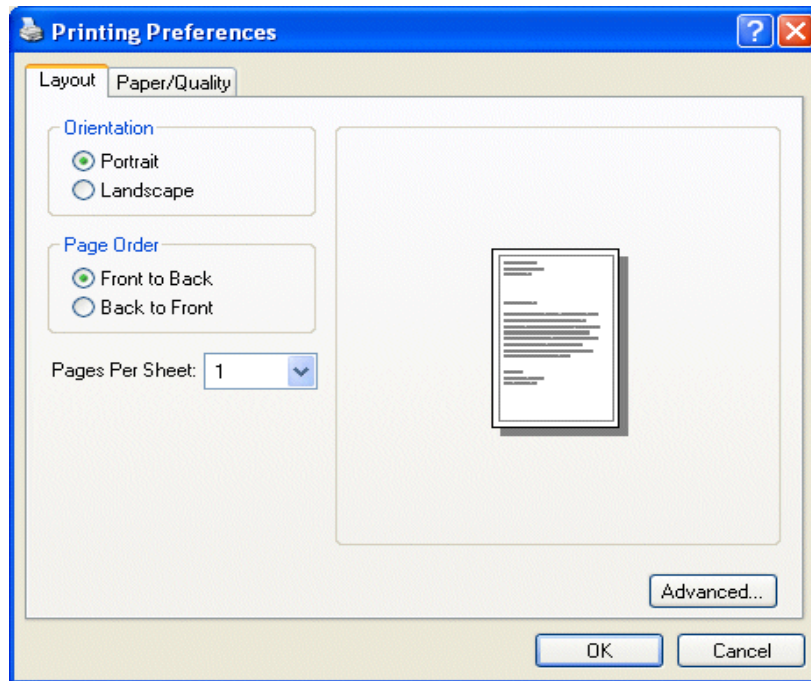 Printing Preferences
Layout Paper/Quality
Orientation
Portrait
Landscape
Page Order
Front to Back
Back to Front
Pages Per Sheet: 1
Advanced...
OK Cancel